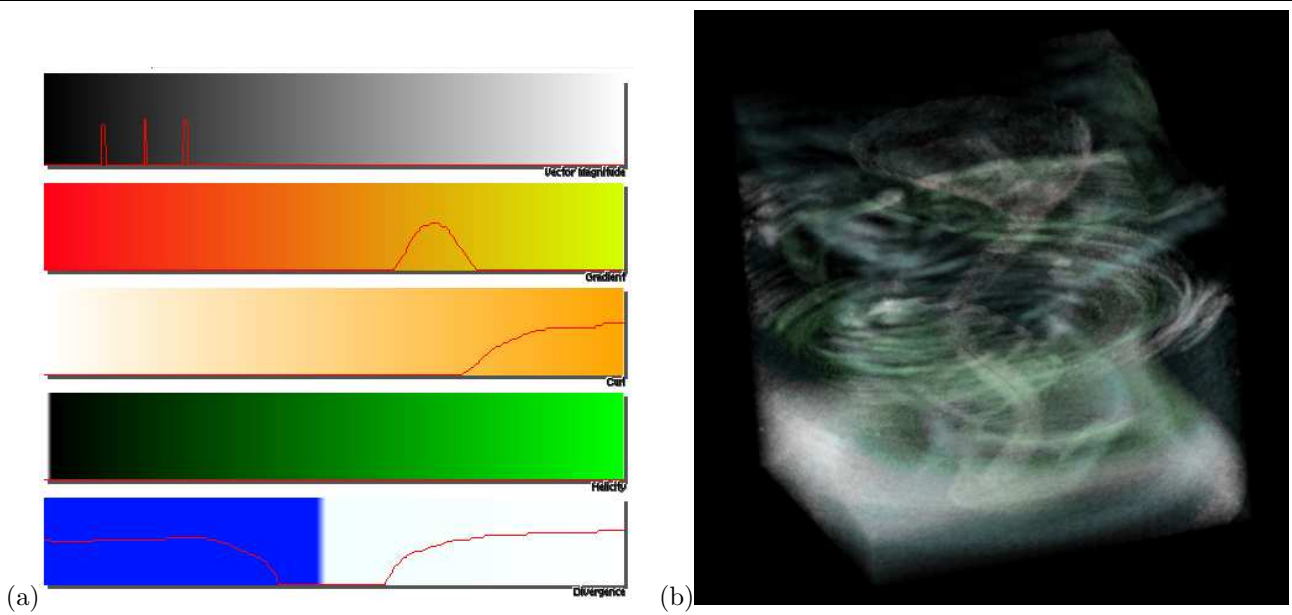 Vector Magnitude
Gradient
Curl
Helicity
Divergence
(a)
(b)